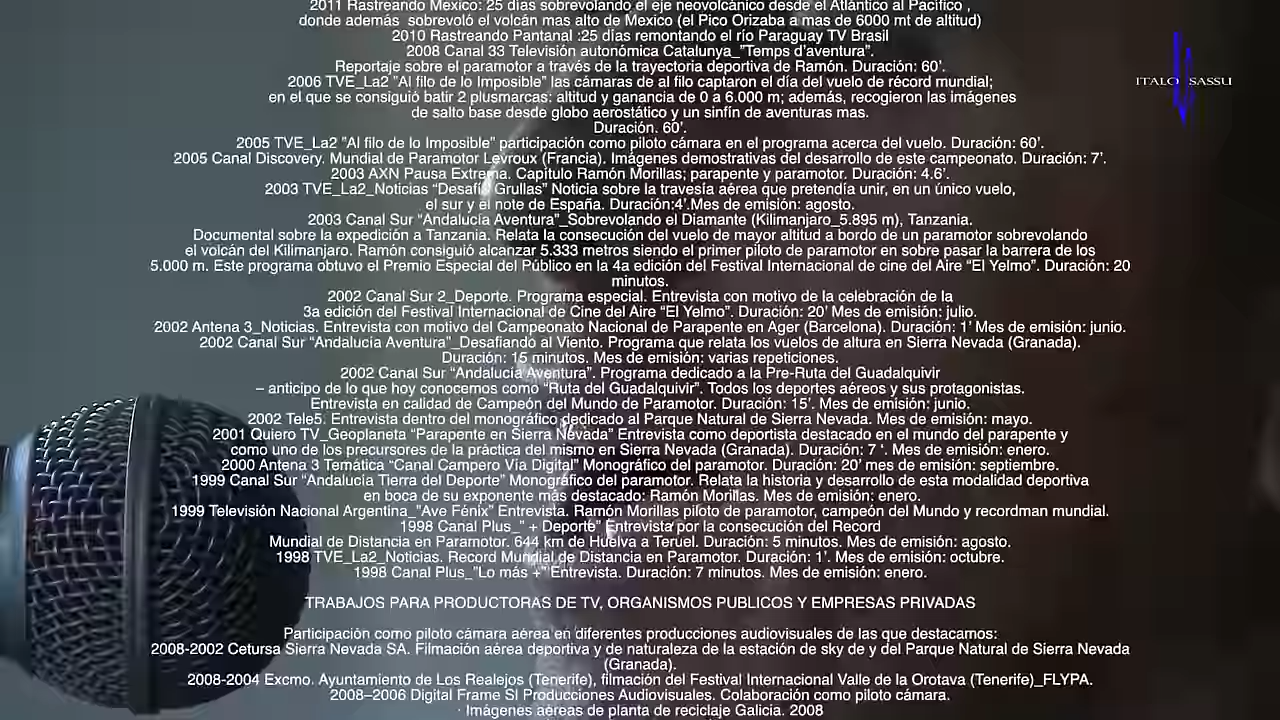 2011 Rastreando Mexico: 25 días sobrevolando el eje neovolcánico desde el Atlántico al Pacífico ,
donde además  sobrevoló el volcán mas alto de Mexico (el Pico Orizaba a mas de 6000 mt de altitud)
2010 Rastreando Pantanal :25 días remontando el río Paraguay TV Brasil
2008 Canal 33 Televisión autonómica Catalunya_”Temps d’aventura”.
Reportaje sobre el paramotor a través de la trayectoria deportiva de Ramón. Duración: 60’.
2006 TVE_La2 ”Al filo de lo Imposible” las cámaras de al filo captaron el día del vuelo de récord mundial;
en el que se consiguió batir 2 plusmarcas: altitud y ganancia de 0 a 6.000 m; además, recogieron las imágenes
de salto base desde globo aerostático y un sinfín de aventuras mas.
Duración. 60’.
2005 TVE_La2 ”Al filo de lo Imposible” participación como piloto cámara en el programa acerca del vuelo. Duración: 60’.
2005 Canal Discovery. Mundial de Paramotor Levroux (Francia). Imágenes demostrativas del desarrollo de este campeonato. Duración: 7’.
2003 AXN Pausa Extrema. Capítulo Ramón Morillas; parapente y paramotor. Duración: 4.6’.
2003 TVE_La2_Noticias “Desafío Grullas” Noticia sobre la travesía aérea que pretendía unir, en un único vuelo,
el sur y el note de España. Duración:4’.Mes de emisión: agosto.
2003 Canal Sur “Andalucía Aventura”_Sobrevolando el Diamante (Kilimanjaro_5.895 m), Tanzania.
Documental sobre la expedición a Tanzania. Relata la consecución del vuelo de mayor altitud a bordo de un paramotor sobrevolando
el volcán del Kilimanjaro. Ramón consiguió alcanzar 5.333 metros siendo el primer piloto de paramotor en sobre pasar la barrera de los
5.000 m. Este programa obtuvo el Premio Especial del Público en la 4a edición del Festival Internacional de cine del Aire “El Yelmo”. Duración: 20
minutos.
2002 Canal Sur 2_Deporte. Programa especial. Entrevista con motivo de la celebración de la
3a edición del Festival Internacional de Cine del Aire “El Yelmo”. Duración: 20’ Mes de emisión: julio.
2002 Antena 3_Noticias. Entrevista con motivo del Campeonato Nacional de Parapente en Ager (Barcelona). Duración: 1’ Mes de emisión: junio.
2002 Canal Sur “Andalucía Aventura”_Desafiando al Viento. Programa que relata los vuelos de altura en Sierra Nevada (Granada).
Duración: 15 minutos. Mes de emisión: varias repeticiones.
2002 Canal Sur “Andalucía Aventura”. Programa dedicado a la Pre-Ruta del Guadalquivir
– anticipo de lo que hoy conocemos como “Ruta del Guadalquivir”. Todos los deportes aéreos y sus protagonistas.
Entrevista en calidad de Campeón del Mundo de Paramotor. Duración: 15’. Mes de emisión: junio.
2002 Tele5. Entrevista dentro del monográfico dedicado al Parque Natural de Sierra Nevada. Mes de emisión: mayo.
2001 Quiero TV_Geoplaneta “Parapente en Sierra Nevada” Entrevista como deportista destacado en el mundo del parapente y
como uno de los precursores de la práctica del mismo en Sierra Nevada (Granada). Duración: 7 ‘. Mes de emisión: enero.
2000 Antena 3 Temática “Canal Campero Vía Digital” Monográfico del paramotor. Duración: 20’ mes de emisión: septiembre.
1999 Canal Sur “Andalucía Tierra del Deporte” Monográfico del paramotor. Relata la historia y desarrollo de esta modalidad deportiva
en boca de su exponente más destacado: Ramón Morillas. Mes de emisión: enero.
1999 Televisión Nacional Argentina_”Ave Fénix” Entrevista. Ramón Morillas piloto de paramotor, campeón del Mundo y recordman mundial.
1998 Canal Plus_“ + Deporte” Entrevista por la consecución del Record
Mundial de Distancia en Paramotor. 644 km de Huelva a Teruel. Duración: 5 minutos. Mes de emisión: agosto.
1998 TVE_La2_Noticias. Record Mundial de Distancia en Paramotor. Duración: 1’. Mes de emisión: octubre.
1998 Canal Plus_”Lo más +” Entrevista. Duración: 7 minutos. Mes de emisión: enero.
TRABAJOS PARA PRODUCTORAS DE TV, ORGANISMOS PUBLICOS Y EMPRESAS PRIVADAS
Participación como piloto cámara aérea en diferentes producciones audiovisuales de las que destacamos:
2008-2002 Cetursa Sierra Nevada SA. Filmación aérea deportiva y de naturaleza de la estación de sky de y del Parque Natural de Sierra Nevada
(Granada).
2008-2004 Excmo. Ayuntamiento de Los Realejos (Tenerife), filmación del Festival Internacional Valle de la Orotava (Tenerife)_FLYPA.
2008–2006 Digital Frame Sl Producciones Audiovisuales. Colaboración como piloto cámara.
· Imágenes aéreas de planta de reciclaje Galicia. 2008
ITALO SASSU